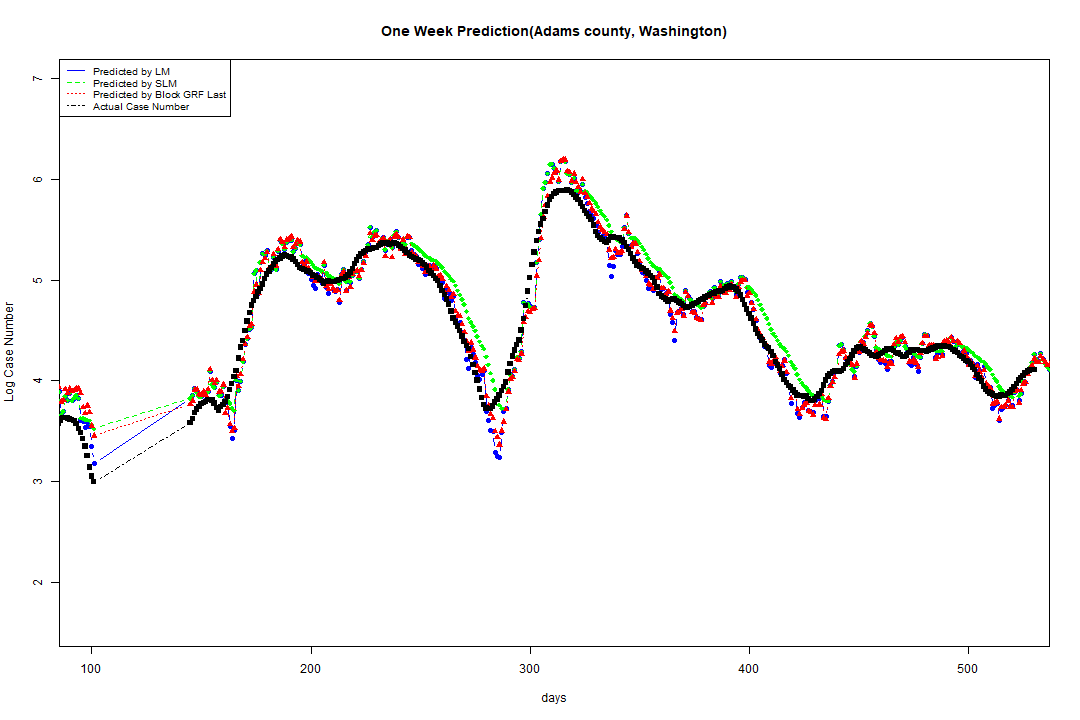 One Week Prediction(Adams county, Washington)
Predicted by LM
Predicted by SLM
Predicted by Block GRF Last
Actual Case Number
7
6
5
4
3
2
Log Case Number
100 200 300 400 500
days